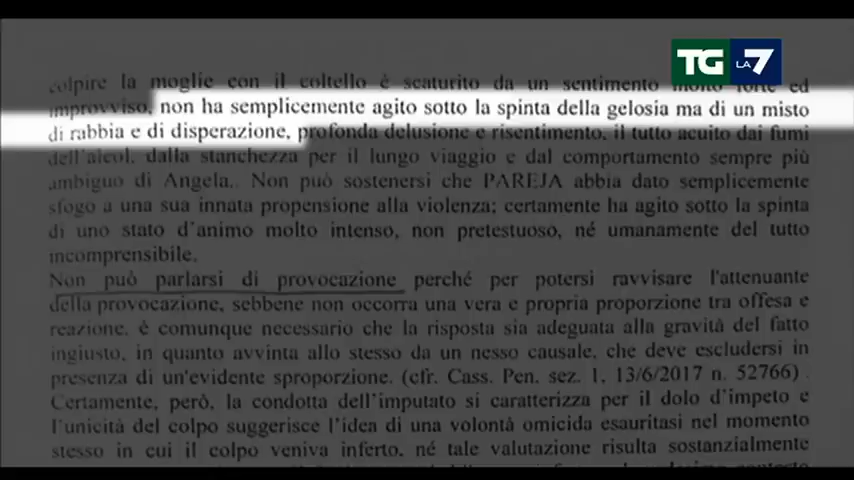 TG LA 7
colpire la moglie con il coltello è scaturito da un sentimento molto forte ed
improvviso, non ha semplicemente agito sotto la spinta della gelosia ma di un misto
di rabbia e di disperazione, profonda delusione e risentimento, il tutto acuito dai fumi
dell'alcol, dalla stanchezza per il lungo viaggio e dal comportamento sempre più
ambiguo di Angela.. Non può sostenersi che PAREJA abbia dato semplicemente
sfogo a una sua innata propensione alla violenza; certamente ha agito sotto la spinta
di uno stato d'animo molto intenso, non pretestuoso, né umanamente del tutto
incomprensibile.
Non può parlarsi di provocazione perché per potersi ravvisare l'attenuante
della provocazione, sebbene non occorra una vera e propria proporzione tra offesa e
reazione, è comunque necessario che la risposta sia adeguata alla gravità del fatto
ingiusto, in quanto avvinta allo stesso da un nesso causale, che deve escludersi in
presenza di un'evidente sproporzione. (cfr. Cass. Pen. sez. 1, 13/6/2017 n. 52766) .
Certamente, però, la condotta dell'imputato si caratterizza per il dolo d'impeto e
l'unicità del colpo suggerisce l'idea di una volontà omicida esauritasi nel momento
stesso in cui il colpo veniva inferto, né tale valutazione risulta sostanzialmente